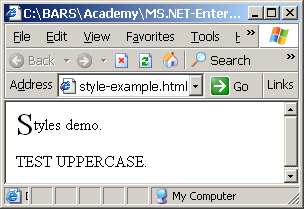 C:\BARS\Academy\MS.NET-Enter...
File Edit View Favorites Tools »
Back Search »
Address style-example.html Go Links
Styles demo.
TEST UPPERCASE.
My Computer